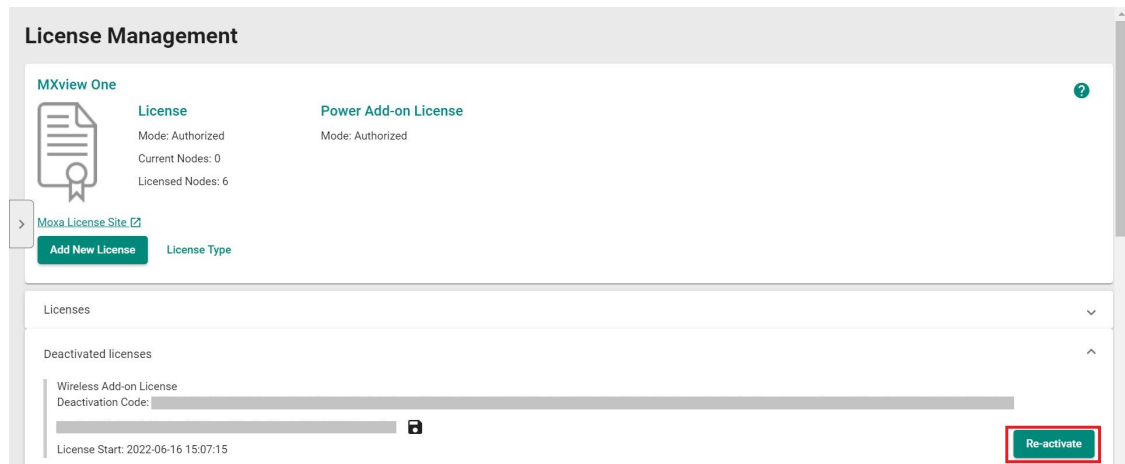 License Management
MXview One
License
Power Add-on License
Mode: Authorized
Mode: Authorized
Current Nodes: 0
Licensed Nodes: 6
Moxa License Site
Add New License
License Type
Licenses
Deactivated licenses
Wireless Add-on License
Deactivation Code:
License Start: 2022-06-16 15:07:15
Re-activate